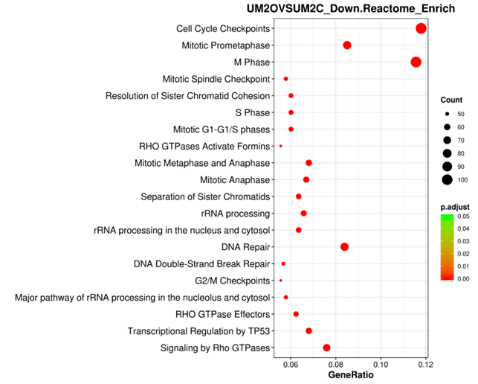 UM2OVSUM2C_Down.Reactome_Enrich
Cell Cycle Checkpoints
Mitotic Prometaphase
M Phase
Mitotic Spindle Checkpoint
Resolution of Sister Chromatid Cohesion
S Phase
Mitotic G1-G1/S phases
RHO GTPases Activate Formins
Mitotic Metaphase and Anaphase
Mitotic Anaphase
Separation of Sister Chromatids
rRNA processing
rRNA processing in the nucleus and cytosol
DNA Repair
DNA Double-Strand Break Repair
G2/M Checkpoints
Major pathway of rRNA processing in the nucleolus and cytosol
RHO GTPase Effectors
Transcriptional Regulation by TP53
Signaling by Rho GTPases
0.06 0.08 0.10 0.12
GeneRatio
Count
50
60
70
80
90
100
p.adjust
0.05
0.04
0.03
0.02
0.01
0.00